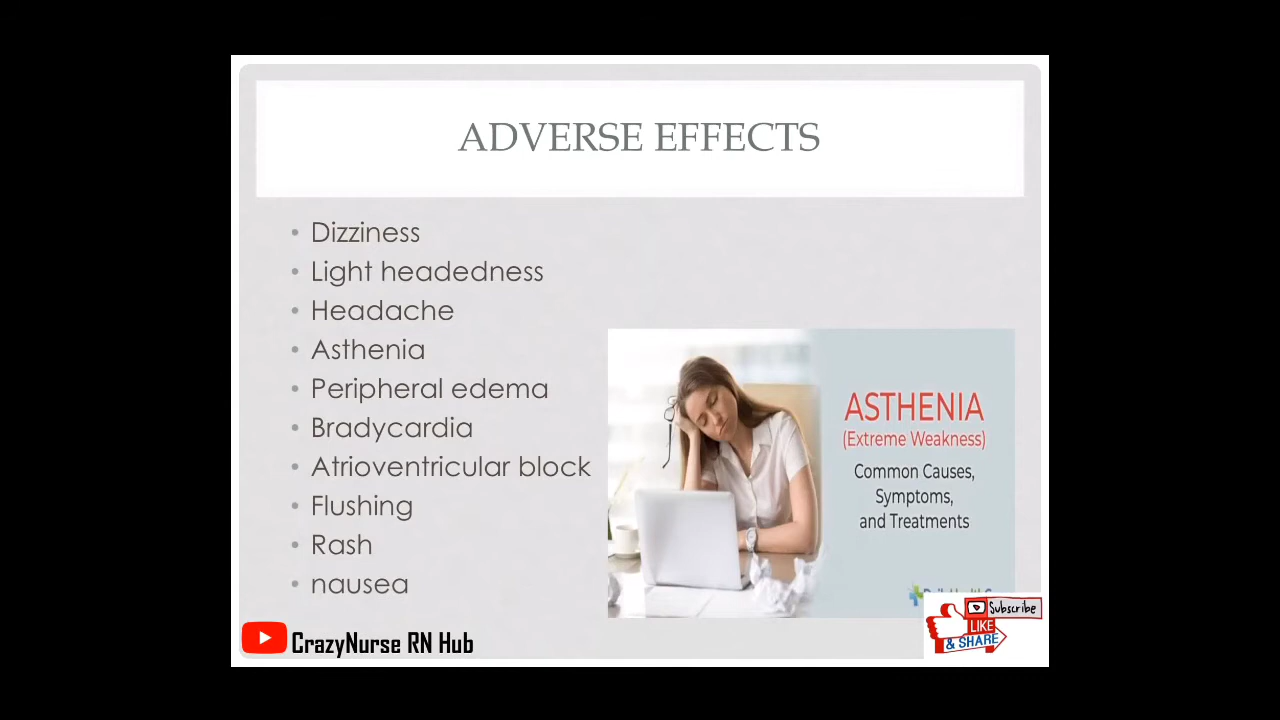 ADVERSE EFFECTS
• Dizziness
• Light headedness
• Headache
• Asthenia
• Peripheral edema
• Bradycardia
• Atrioventricular block
• Flushing
• Rash
• nausea
ASTHENIA
(Extreme Weakness)
Common Causes,
Symptoms,
and Treatments
CrazyNurse RN Hub
Subscribe
LIKE
& SHARE